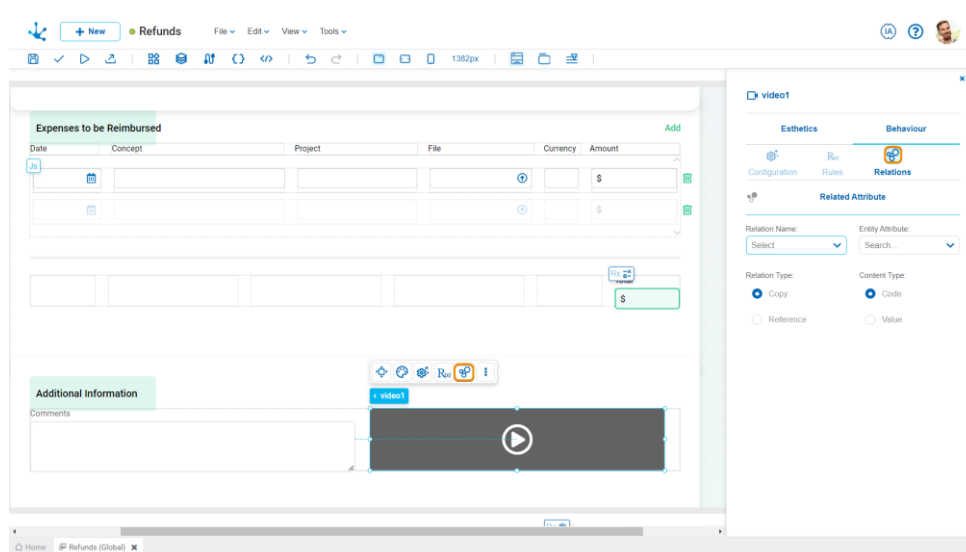 New
Refunds
File
Edit
View
Tools
IA
?
1382px
video1
Esthetics
Behaviour
Configuration
Rules
Relations
Related Attribute
Relation Name:
Entity Attribute:
Select
Search...
Relation Type:
Content Type:
Copy
Code
Reference
Value
Expenses to be Reimbursed
Add
Date
Concept
Project
File
Currency
Amount
Js
$
$
Rx
Total
$
R(x)
Additional Information
< video1
Comments
Home
Refunds (Global)